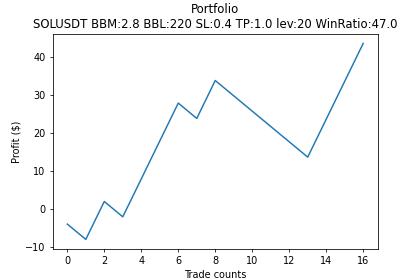 Portfolio
SOLUSDT BBM:2.8 BBL:220 SL:0.4 TP:1.0 lev:20 WinRatio:47.0
40
30
20
10
0
−10
Profit ($)
0 2 4 6 8 10 12 14 16
Trade counts